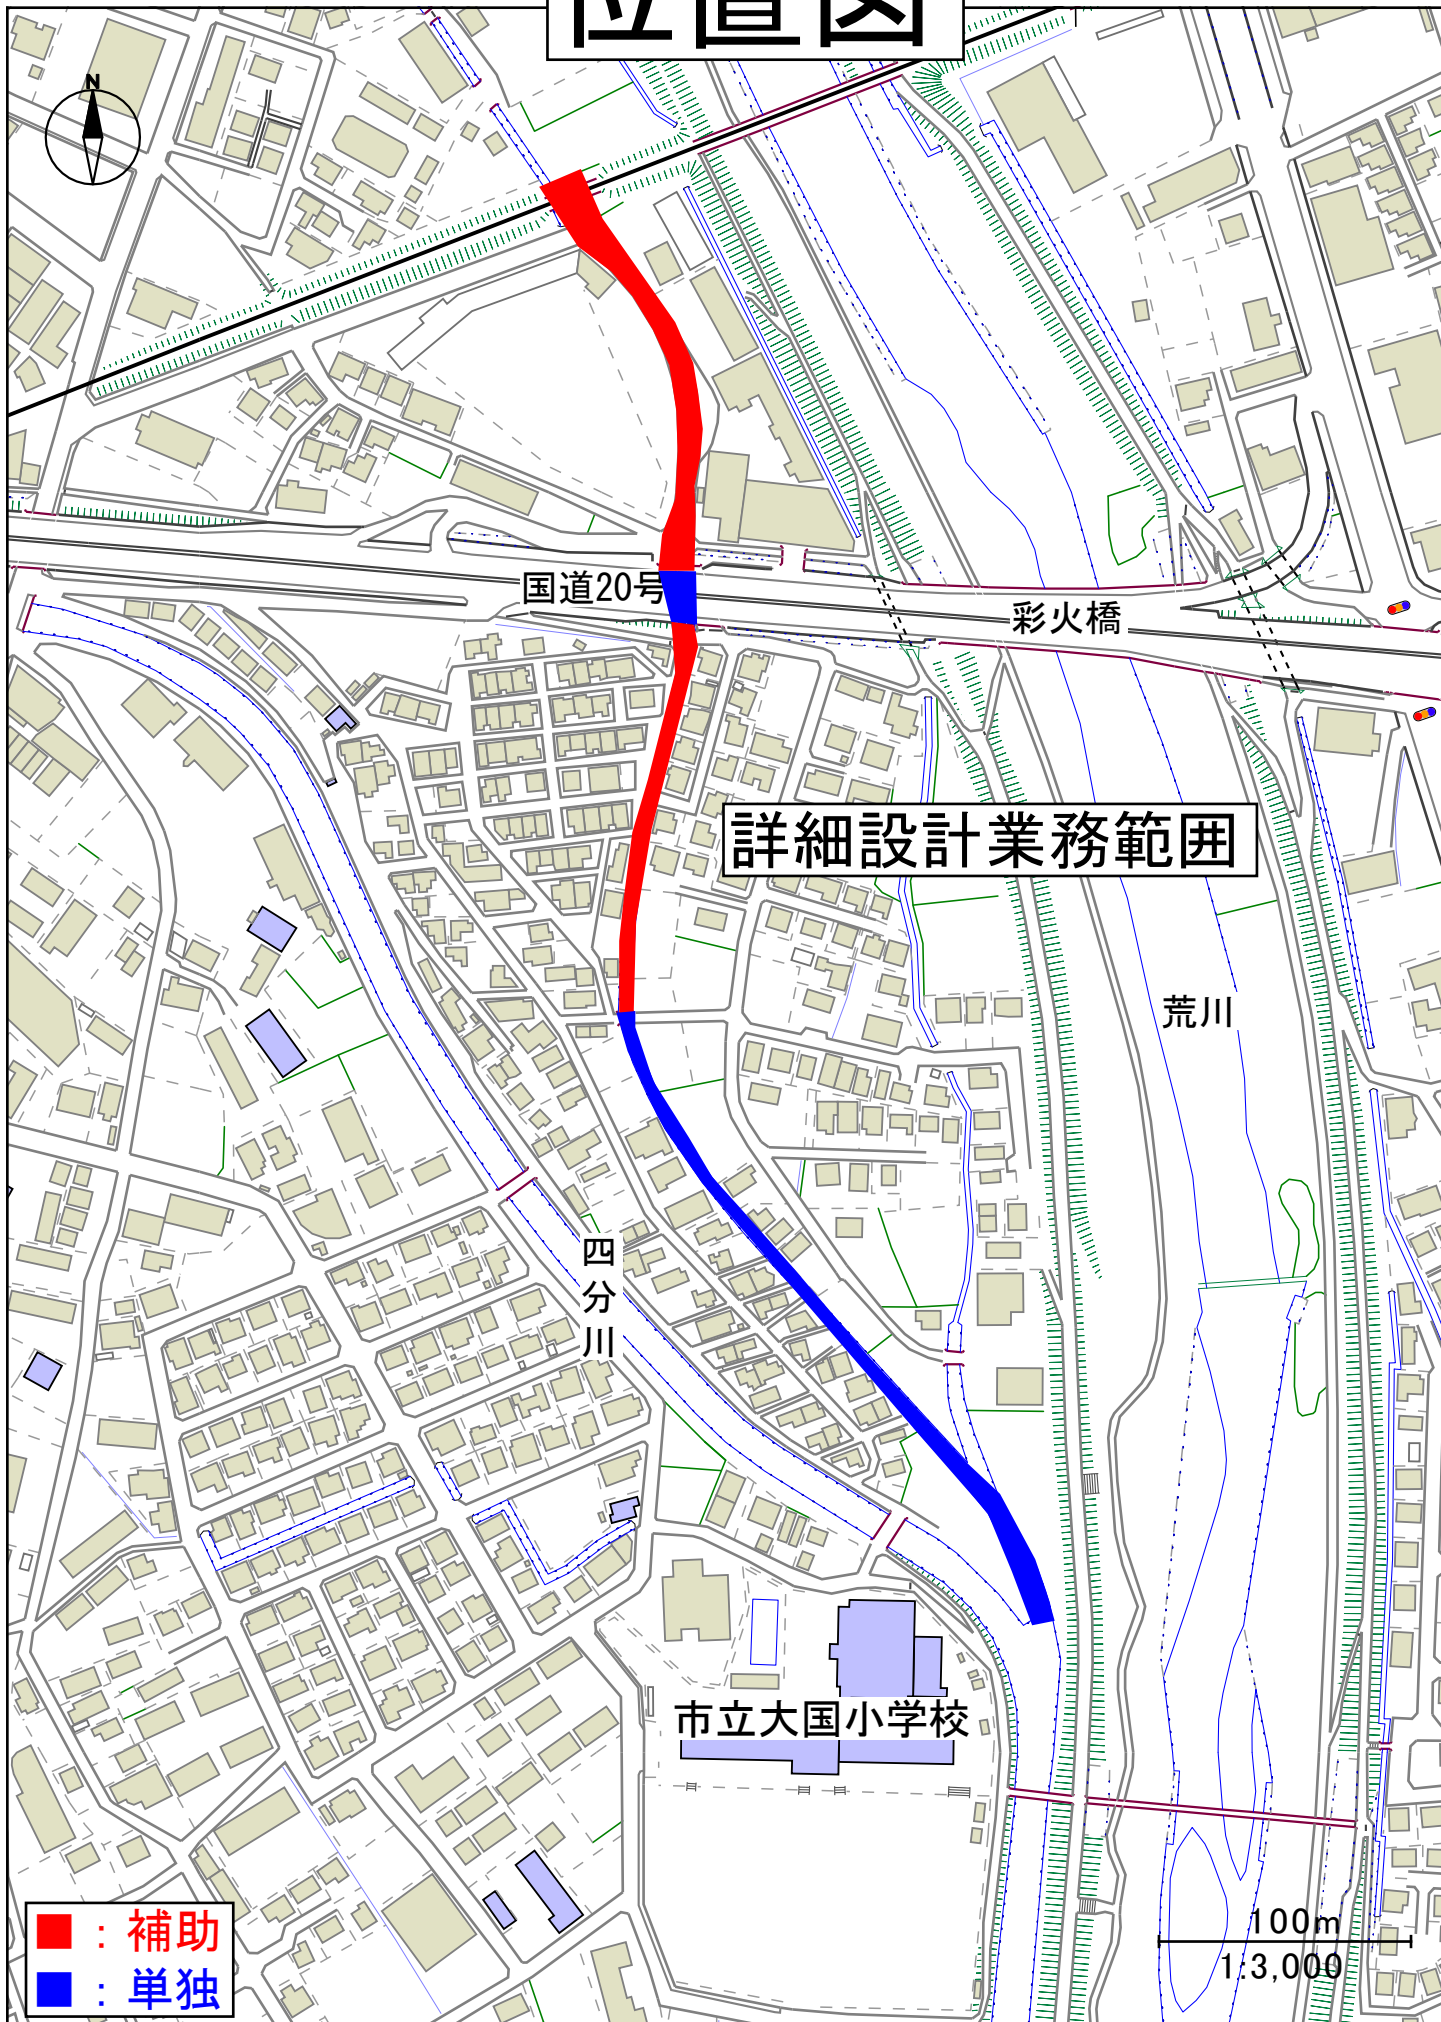 位置図
N
国道20号
彩火橋
詳細設計業務範囲
荒川
四分川
市立大国小学校
■：補助
■：単独
100m
1:3,000